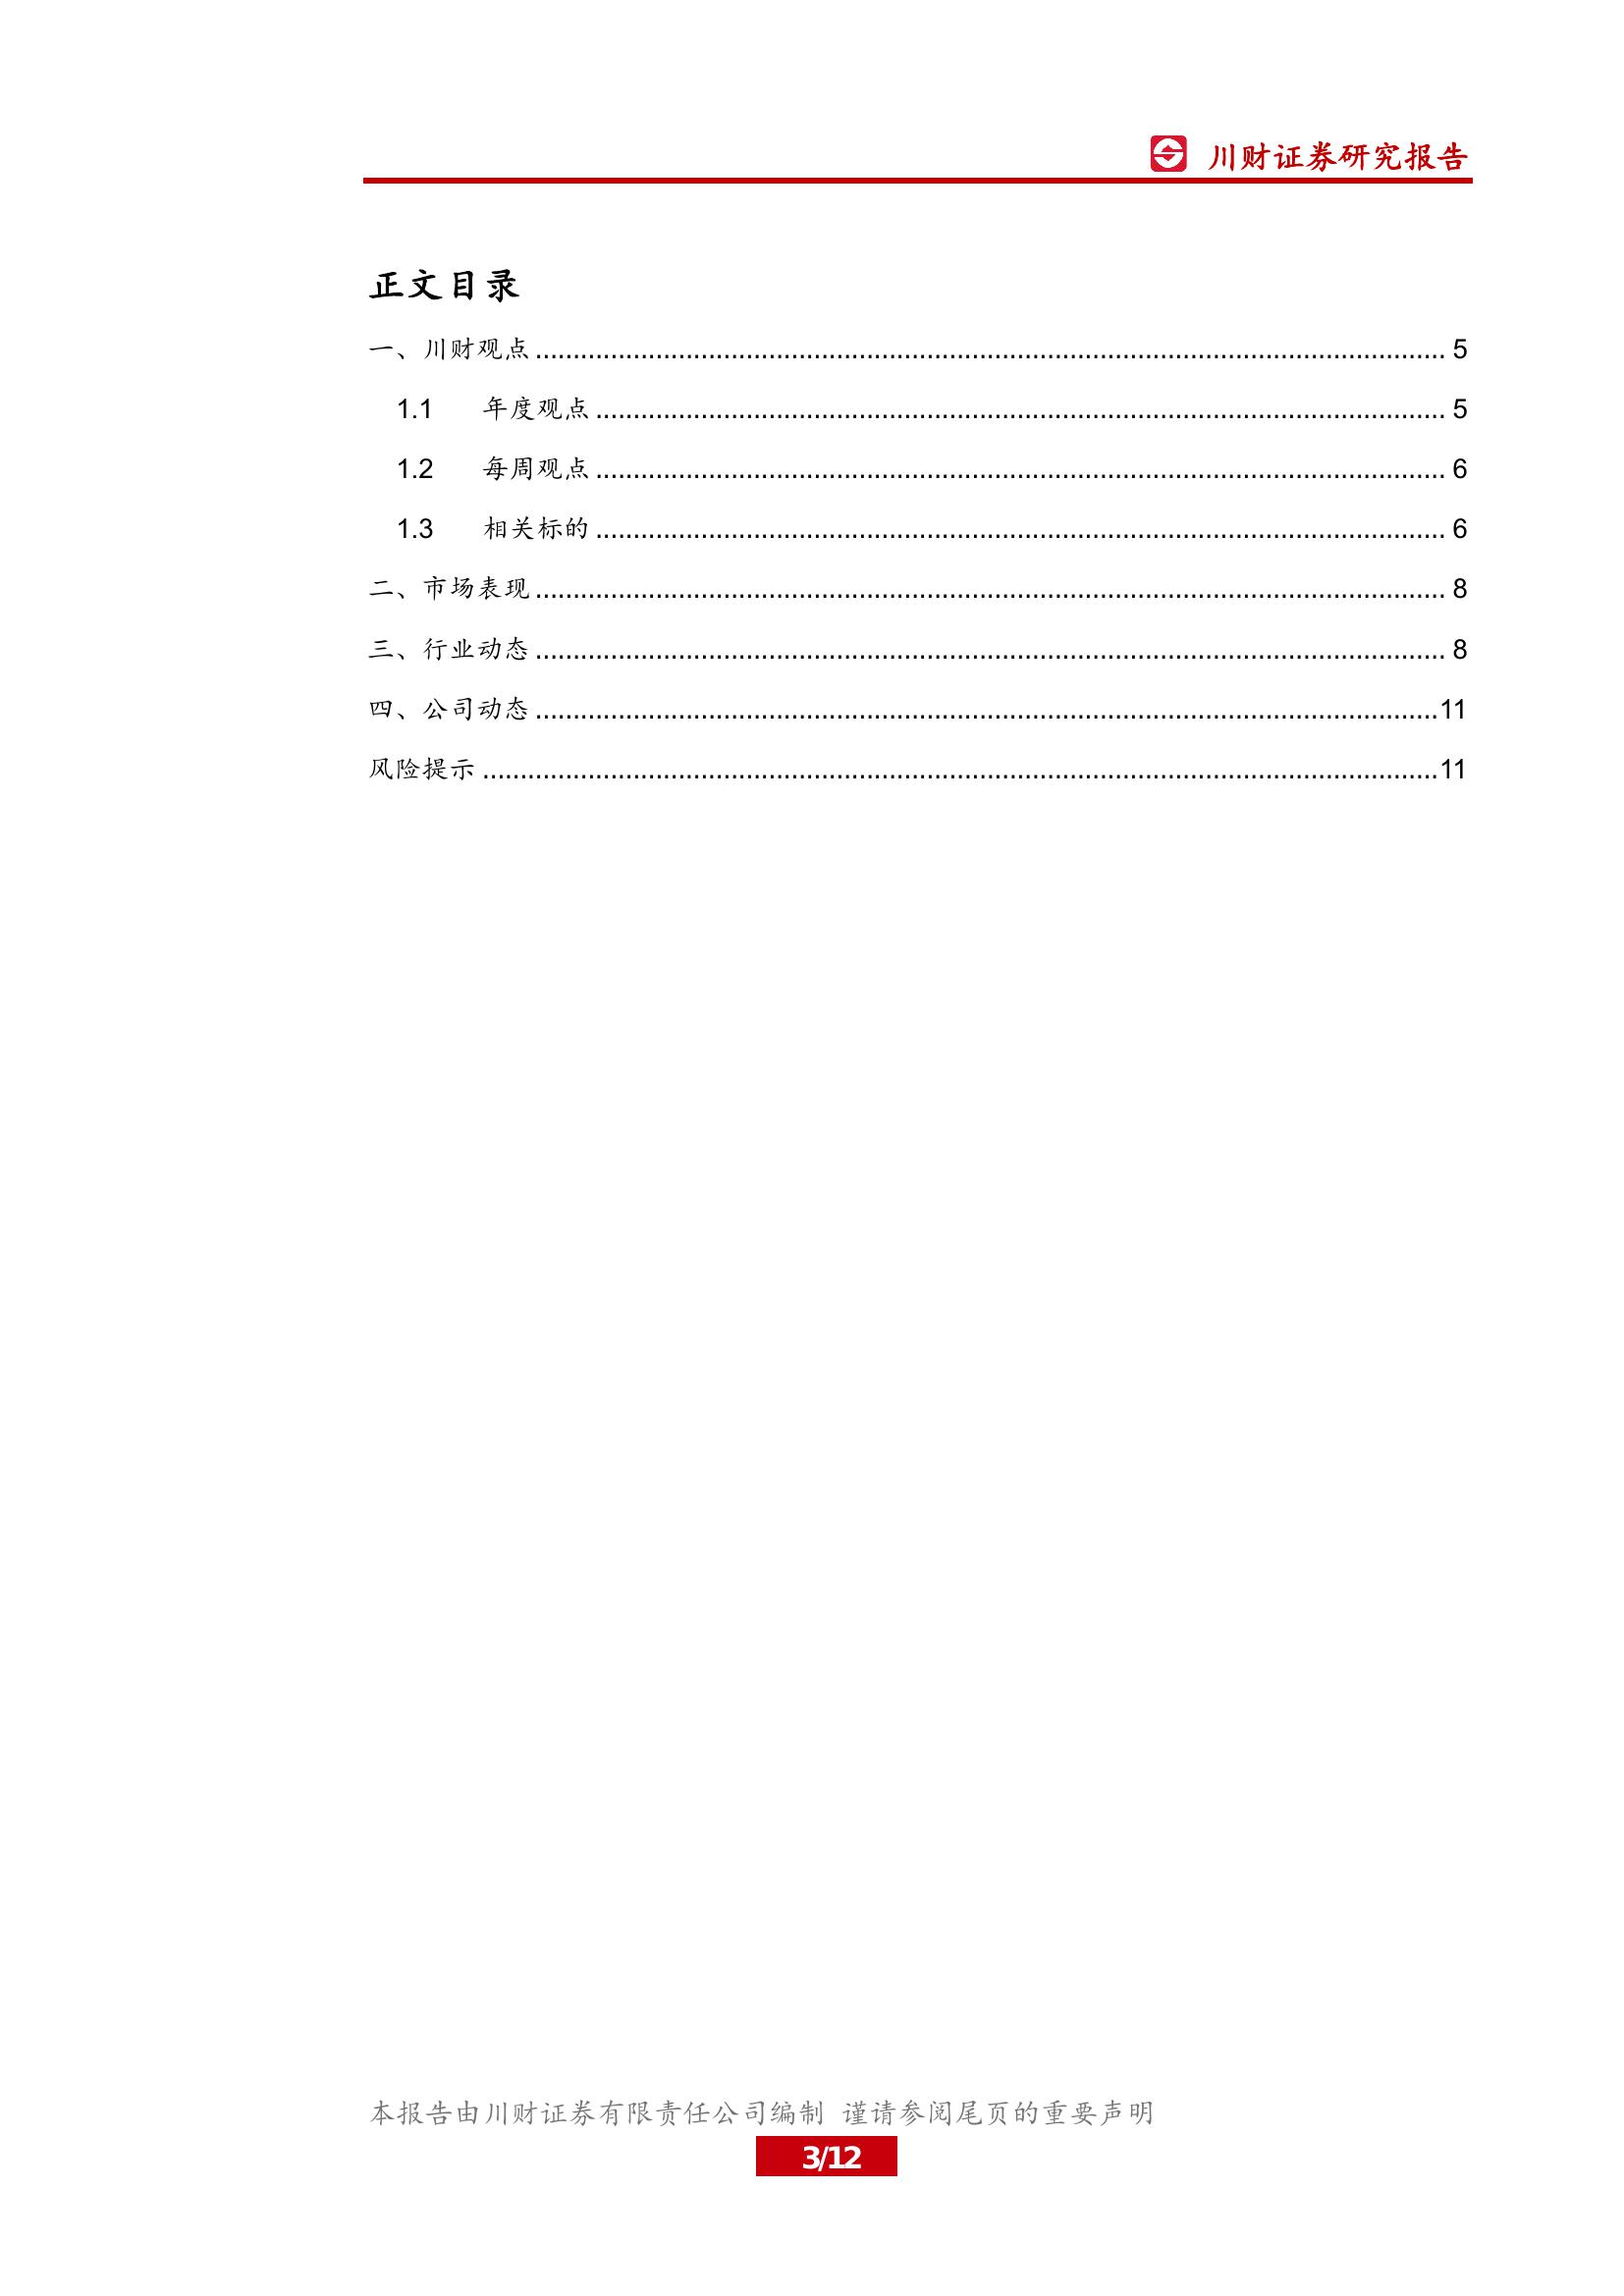 川财证券研究报告
正文目录
一、川财观点 ........................................................................................................................ 5
1.1 年度观点 ................................................................................................................ 5
1.2 每周观点 ................................................................................................................ 6
1.3 相关标的 ................................................................................................................ 6
二、市场表现 ........................................................................................................................ 8
三、行业动态 ........................................................................................................................ 8
四、公司动态 ........................................................................................................................11
风险提示 ..............................................................................................................................11
本报告由川财证券有限责任公司编制 谨请参阅尾页的重要声明
3/12